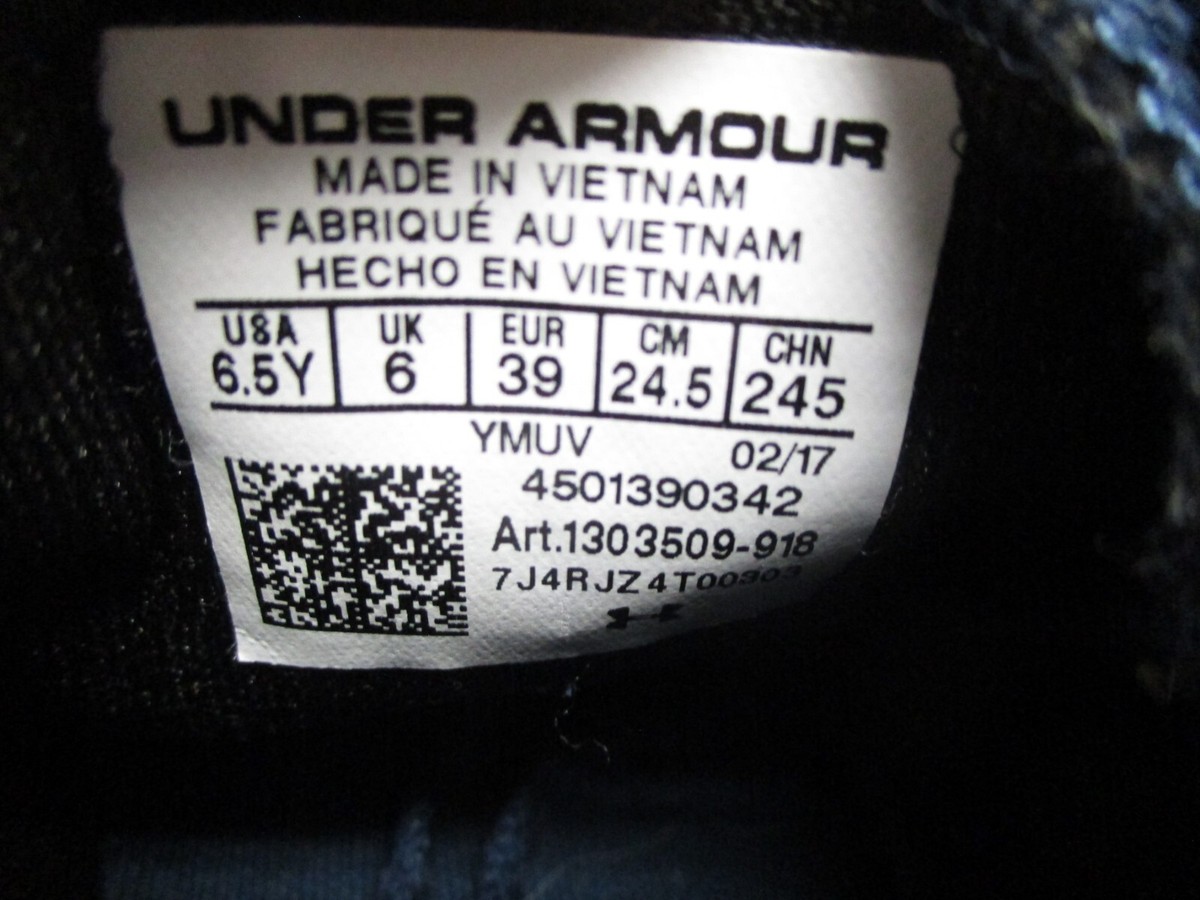 UNDER ARMOUR
MADE IN VIETNAM
FABRIQUÉ AU VIETNAM
HECHO EN VIETNAM
USA UK EUR CM CHN
6.5Y 6 39 24.5 245
YMUV 02/17
4501390342
Art.1303509-918
7J4RJZ4T00303